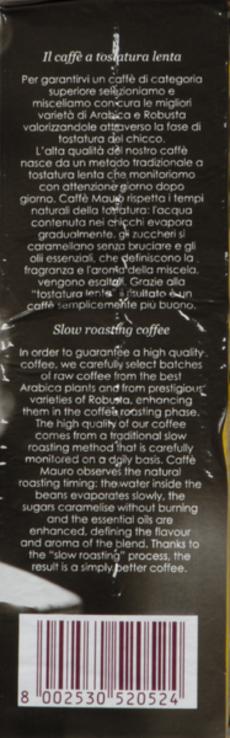 Il caffè a tostatura lenta
Per garantirvi un caffè di categoria
superiore selezioniamo e
misceliamo con cura le migliori
varietà di Arabica e Robusta
valorizzandole attraverso la fase di
tostatura del chicco.
L'alta qualità del nostro caffè
nasce da un metodo tradizionale a
tostatura lenta che monitoriamo
con attenzione giorno dopo
giorno. Caffè Mauro rispetta i tempi
naturali della tostatura: l'acqua
contenuta nei chicchi evapora
gradualmente, gli zuccheri si
caramellano senza bruciare e gli
olii essenziali, che definiscono la
fragranza e l'aroma della miscela,
vengono esaltati. Grazie alla
"tostatura lenta" il risultato è un
caffè semplicemente più buono.
Slow roasting coffee
In order to guarantee a high quality
coffee, we carefully select batches
of raw coffee from the best
Arabica plants and from prestigious
varieties of Robusta, enhancing
them in the coffee roasting phase.
The high quality of our coffee
comes from a traditional slow
roasting method that is carefully
monitored on a daily basis. Caffè
Mauro observes the natural
roasting timing: the water inside the
beans evaporates slowly, the
sugars caramelise without burning
and the essential oils are
enhanced, defining the flavour
and aroma of the blend. Thanks to
the "slow roasting" process, the
result is a simply better coffee.
8 002530 520524